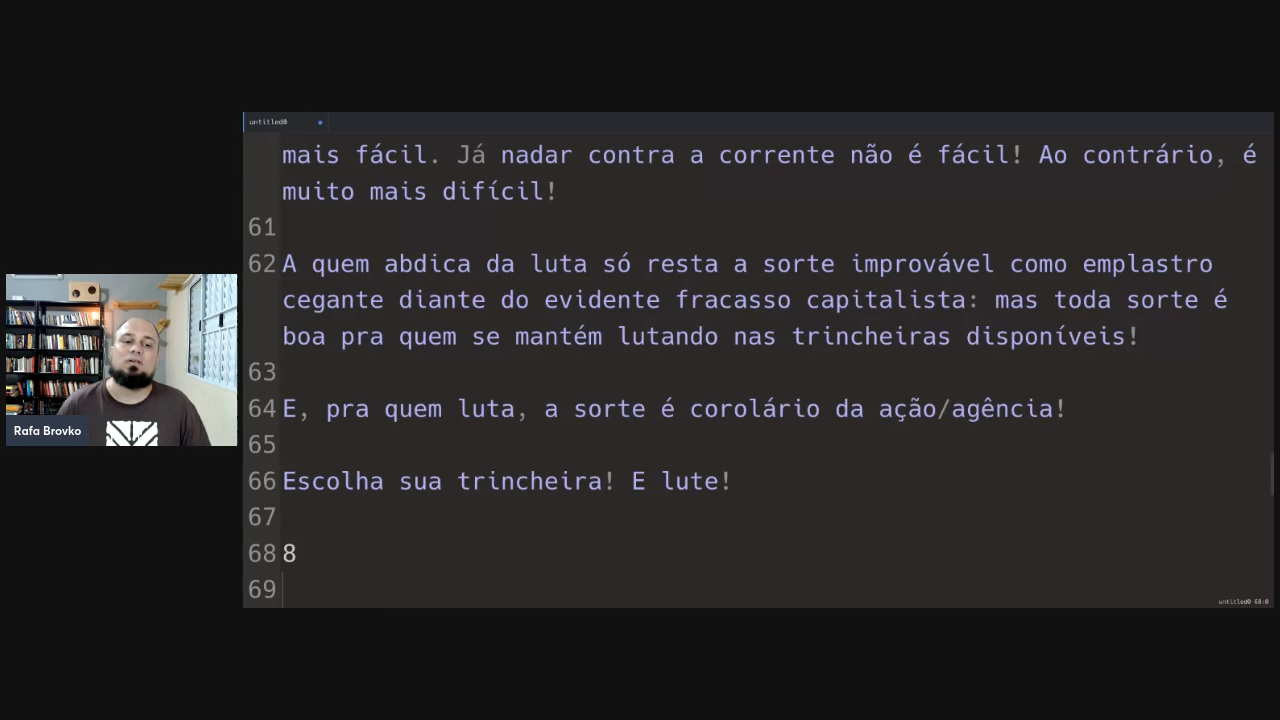 untitled0
mais fácil. Já nadar contra a corrente não é fácil! Ao contrário, é
muito mais difícil!
61
62 A quem abdica da luta só resta a sorte improvável como emplastro
cegante diante do evidente fracasso capitalista: mas toda sorte é
boa pra quem se mantém lutando nas trincheiras disponíveis!
63
64 E, pra quem luta, a sorte é corolário da ação/agência!
65
66 Escolha sua trincheira! E lute!
67
68 8
69
Rafa Brovko
untitled0 68:0